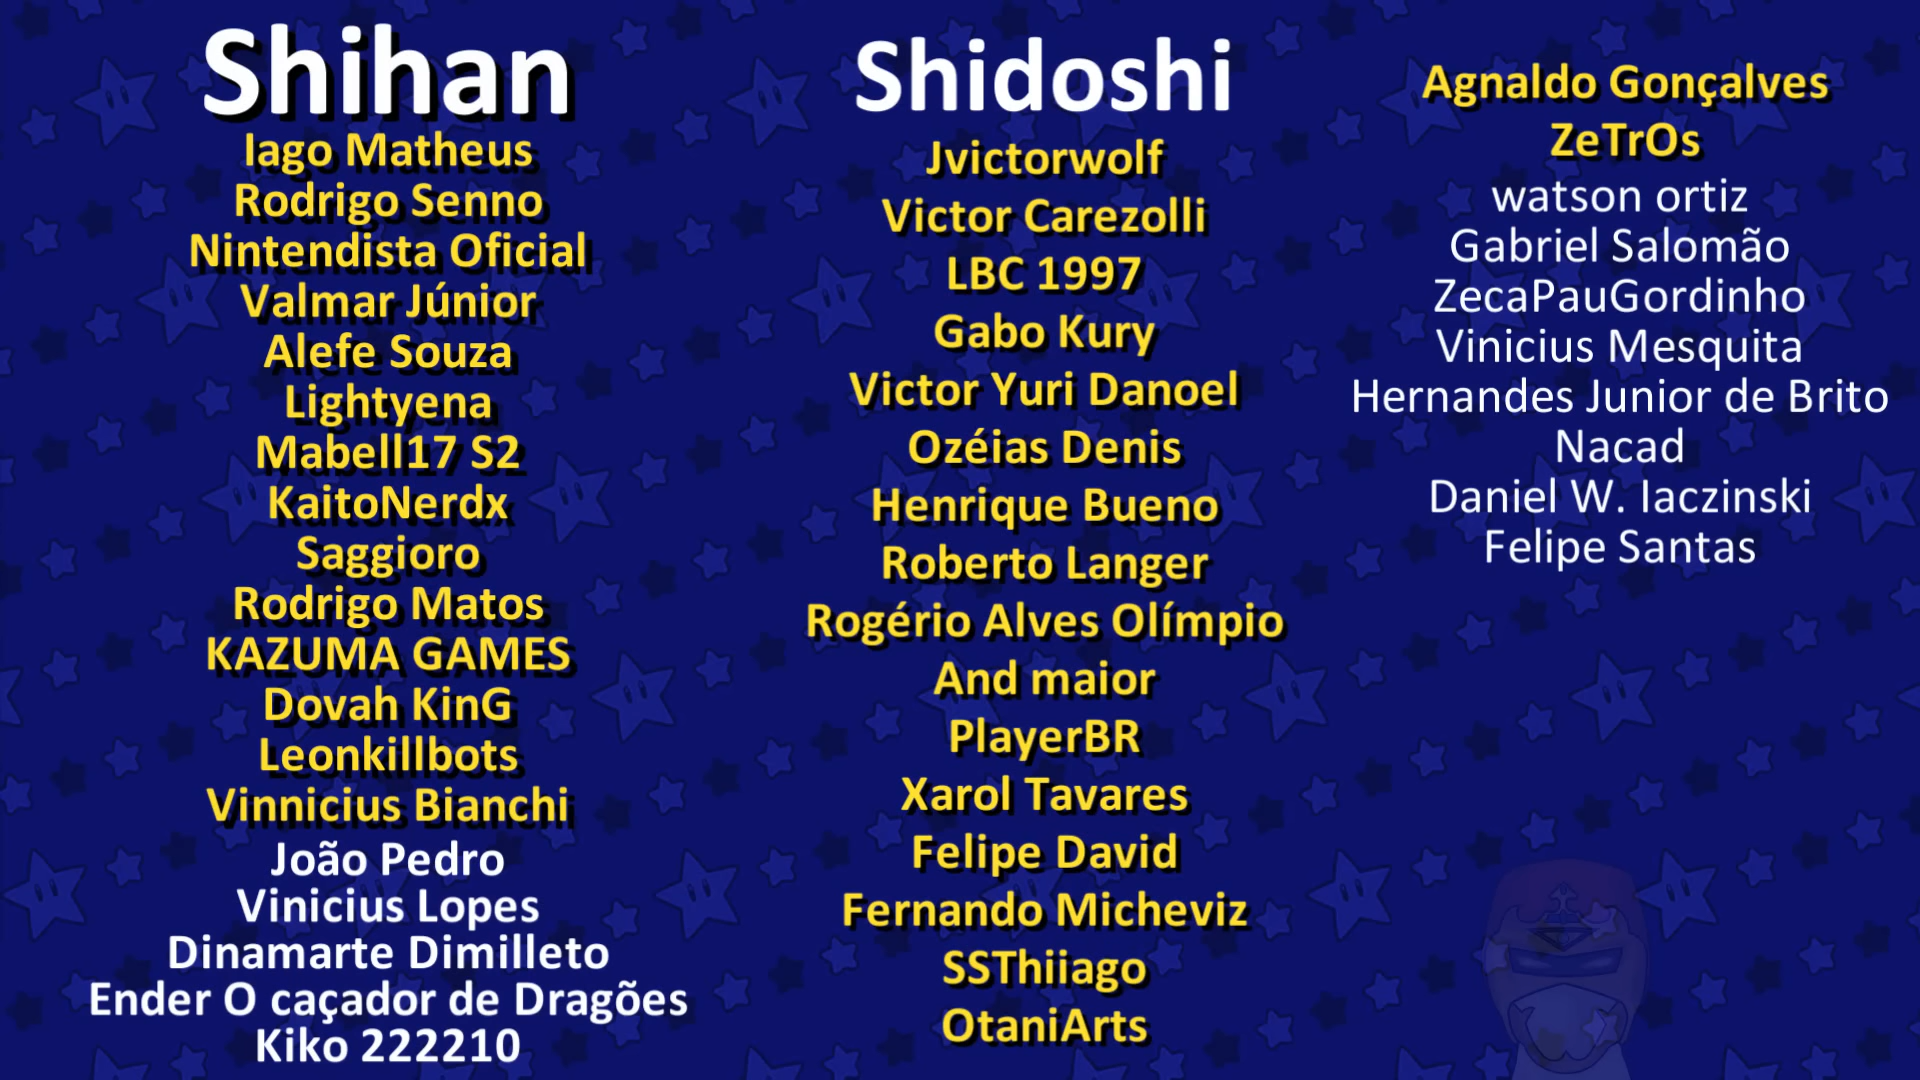 Shihan
Iago Matheus
Rodrigo Senno
Nintendista Oficial
Valmar Júnior
Alefe Souza
Lightyena
Mabell17 S2
KaitoNerdx
Saggioro
Rodrigo Matos
KAZUMA GAMES
Dovah KinG
Leonkillbots
Vinnicius Bianchi
João Pedro
Vinicius Lopes
Dinamarte Dimilleto
Ender O caçador de Dragões
Kiko 222210
Shidoshi
Jvictorwolf
Victor Carezolli
LBC 1997
Gabo Kury
Victor Yuri Danoel
Ozéias Denis
Henrique Bueno
Roberto Langer
Rogério Alves Olímpio
And maior
PlayerBR
Xarol Tavares
Felipe David
Fernando Micheviz
SSThiiago
OtaniArts
Agnaldo Gonçalves
ZeTrOs
watson ortiz
Gabriel Salomão
ZecaPauGordinho
Vinicius Mesquita
Hernandes Junior de Brito
Nacad
Daniel W. Iaczinski
Felipe Santas